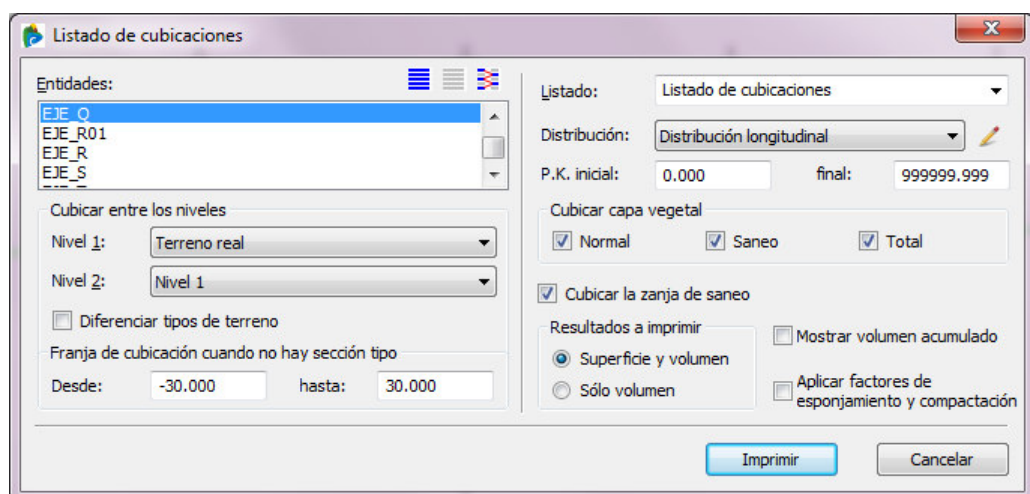 Listado de cubicaciones
Entidades:
EJE_Q
EJE_R01
EJE_R
EJE_S
Cubicar entre los niveles
Nivel 1: Terreno real
Nivel 2: Nivel 1
Diferenciar tipos de terreno
Franja de cubicación cuando no hay sección tipo
Desde: -30.000 hasta: 30.000
Listado: Listado de cubicaciones
Distribución: Distribución longitudinal
P.K. inicial: 0.000 final: 999999.999
Cubicar capa vegetal
Normal Saneo Total
Cubicar la zanja de saneo
Resultados a imprimir
Superficie y volumen
Sólo volumen
Mostrar volumen acumulado
Aplicar factores de
esponjamiento y compactación
Imprimir Cancelar